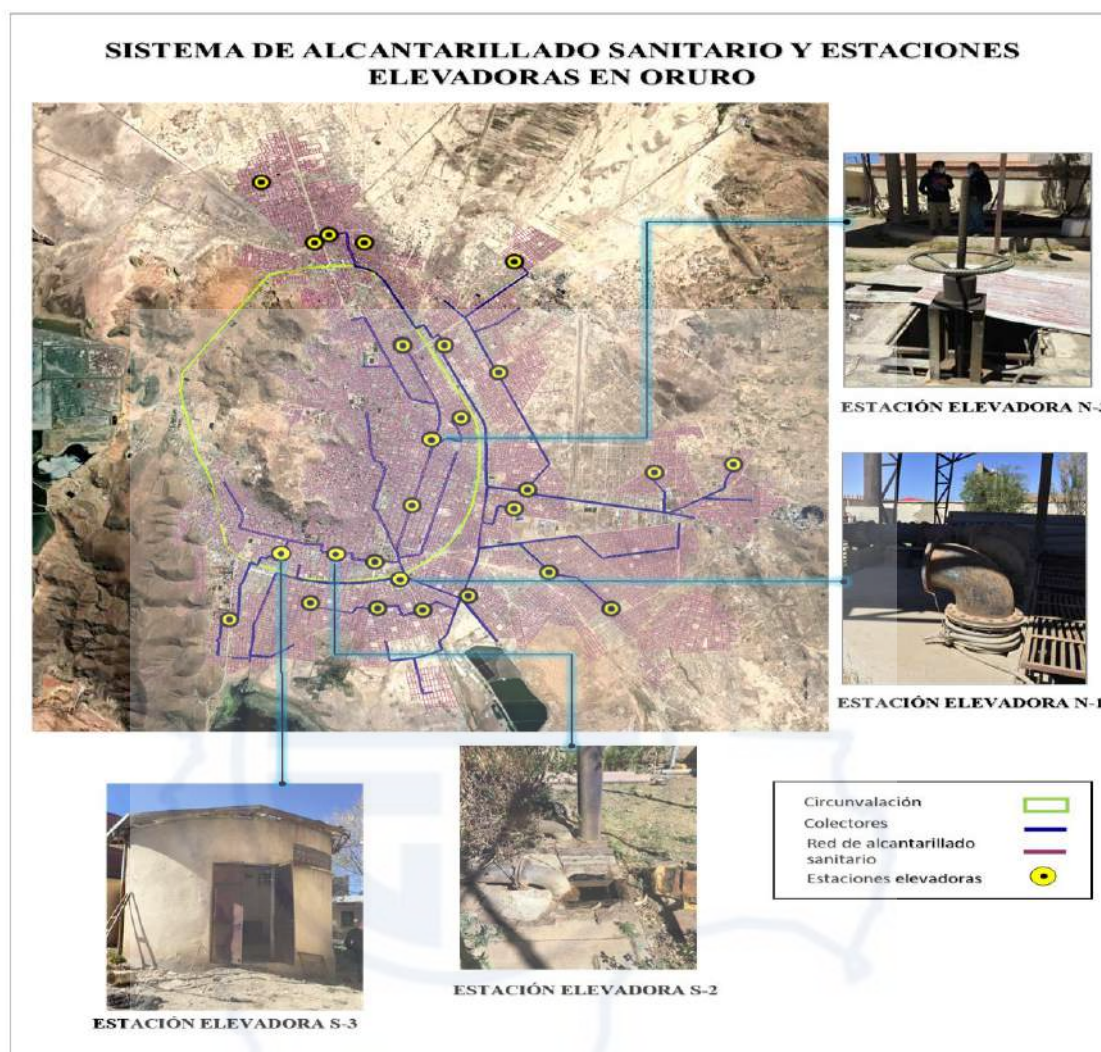 SISTEMA DE ALCANTARILLADO SANITARIO Y ESTACIONES
ELEVADORAS EN ORURO
ESTACIÓN ELEVADORA
ESTACIÓN ELEVADORA N-1
Circunvalación
Colectores
Red de alcantarillado
sanitario
Estaciones elevadoras
ESTACIÓN ELEVADORA S-2
ESTACIÓN ELEVADORA S-3